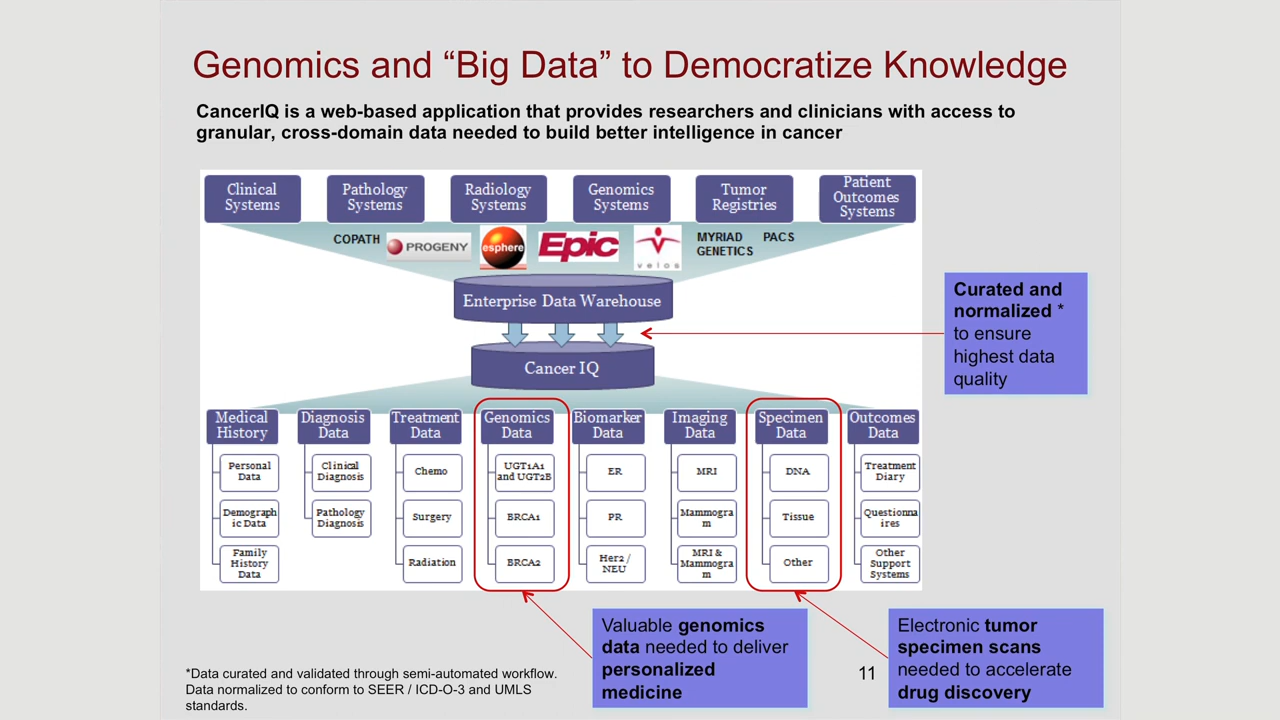 Genomics and “Big Data” to Democratize Knowledge
CancerIQ is a web-based application that provides researchers and clinicians with access to
granular, cross-domain data needed to build better intelligence in cancer
Clinical
Systems
Pathology
Systems
Radiology
Systems
Genomics
Systems
Tumor
Registries
Patient
Outcomes
Systems
COPATH
PROGENY
esphere
Epic
velos
MYRIAD
GENETICS
PACS
Enterprise Data Warehouse
Cancer IQ
Curated and
normalized *
to ensure
highest data
quality
Medical
History
Personal
Data
Demograph
ic Data
Family
History
Data
Diagnosis
Data
Clinical
Diagnosis
Pathology
Diagnosis
Treatment
Data
Chemo
Surgery
Radiation
Genomics
Data
UGT1A1
and UGT2B
BRCA1
BRCA2
Biomarker
Data
ER
PR
Her2 /
NEU
Imaging
Data
MRI
Mammogra
m
MRI &
Mammogra
m
Specimen
Data
DNA
Tissue
Other
Outcomes
Data
Treatment
Diary
Questionna
ires
Other
Support
Systems
Valuable genomics
data needed to deliver
personalized
medicine
Electronic tumor
specimen scans
needed to accelerate
drug discovery
*Data curated and validated through semi-automated workflow.
Data normalized to conform to SEER / ICD-O-3 and UMLS
standards.
11